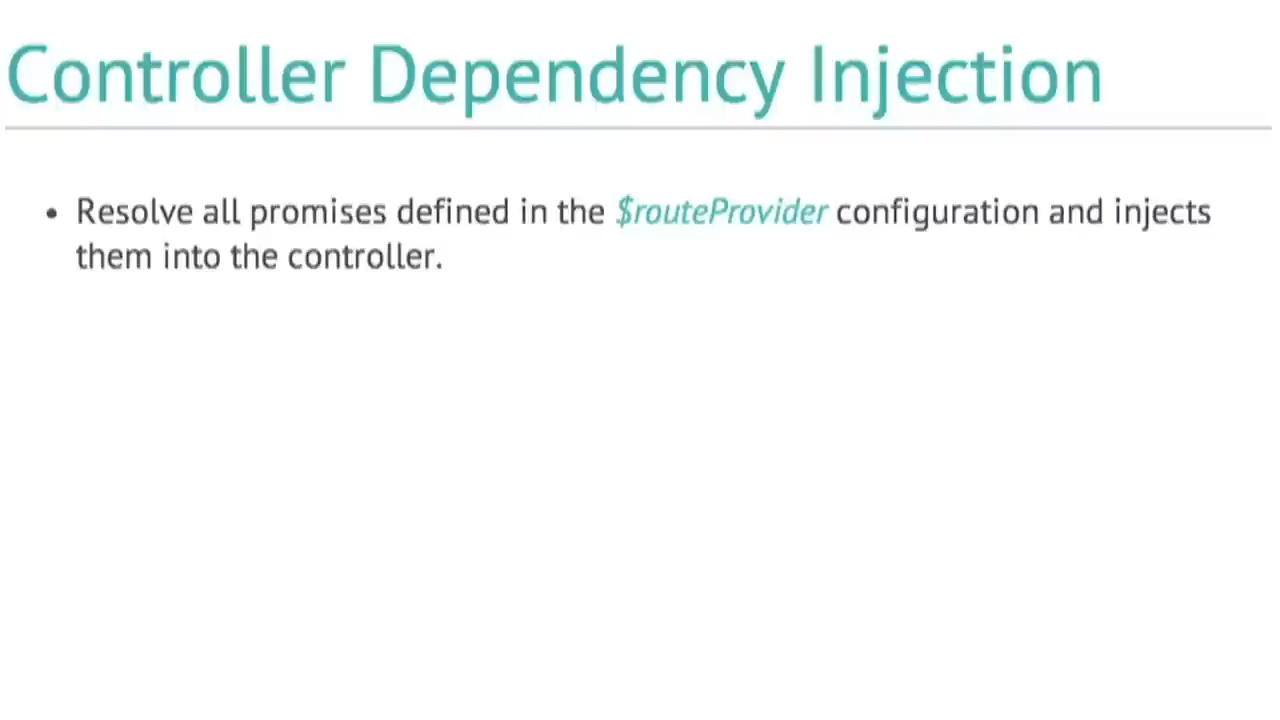 Controller Dependency Injection
• Resolve all promises defined in the $routeProvider configuration and injects
them into the controller.